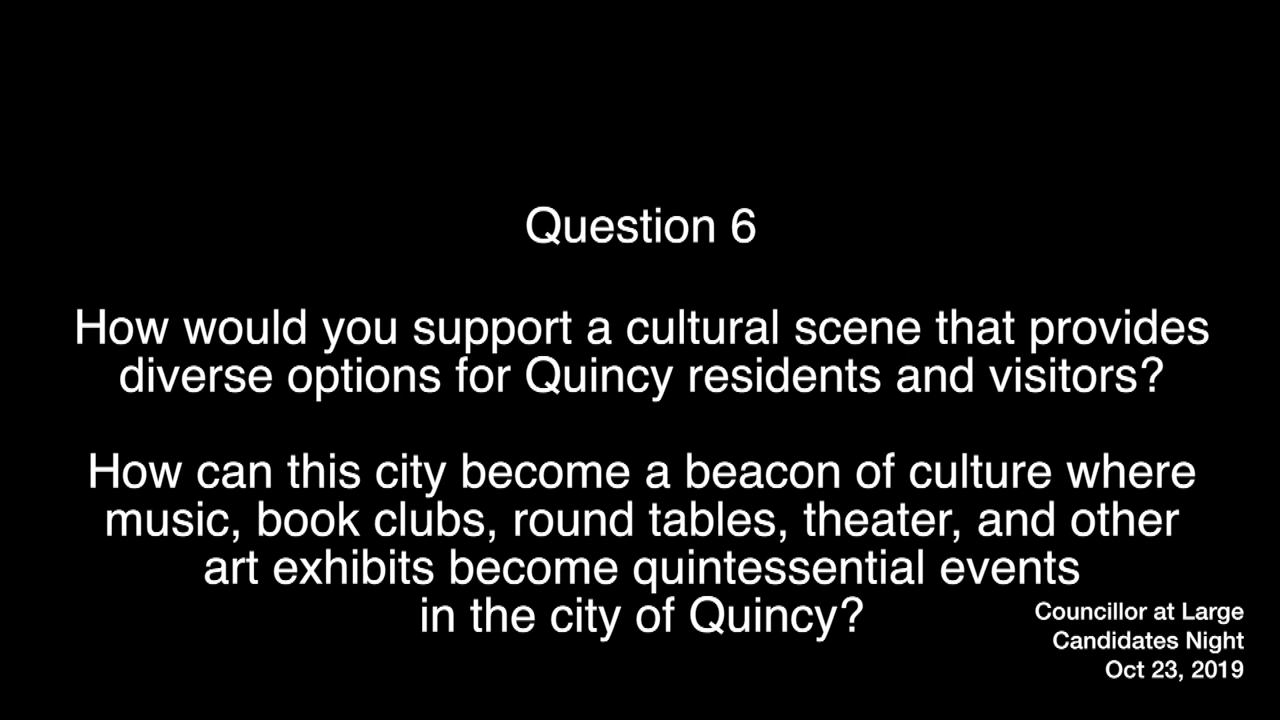 Question 6
How would you support a cultural scene that provides
diverse options for Quincy residents and visitors?
How can this city become a beacon of culture where
music, book clubs, round tables, theater, and other
art exhibits become quintessential events
in the city of Quincy?
Councillor at Large
Candidates Night
Oct 23, 2019